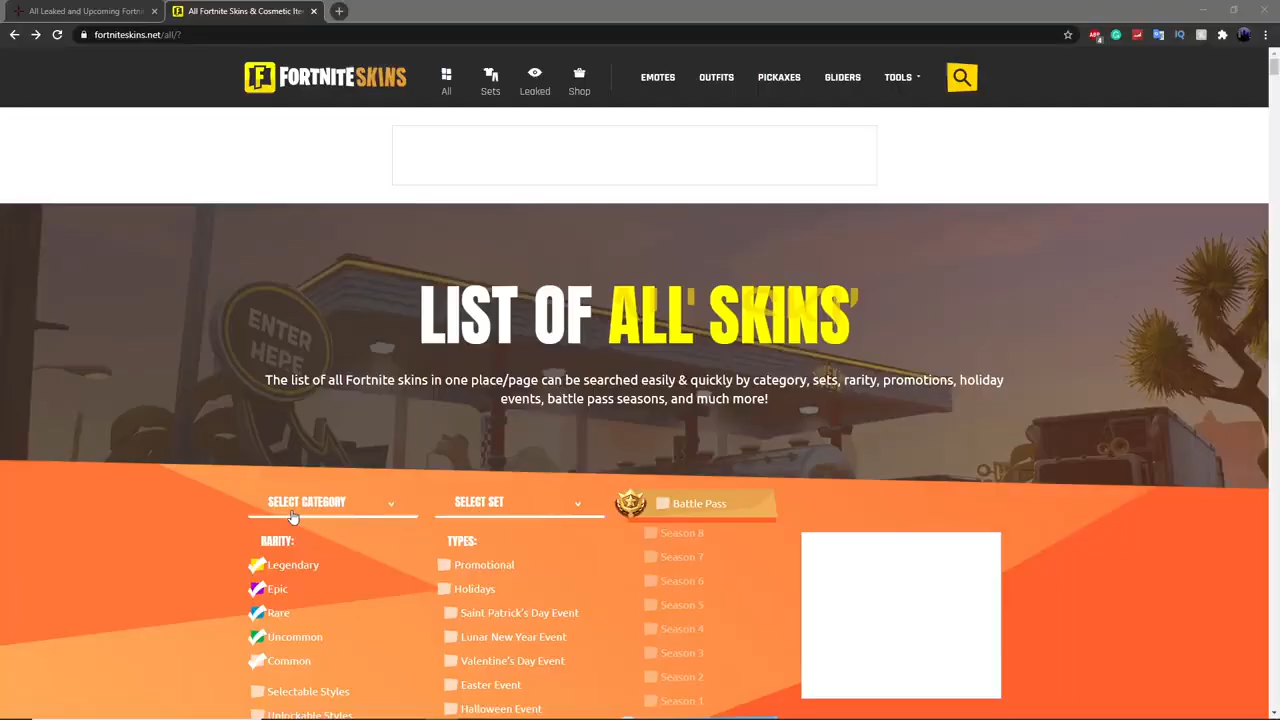 All Leaked and Upcoming Fortni
All Fortnite Skins & Cosmetic Ite
fortniteskins.net/all/?
FORTNITESKINS
All
Sets
Leaked
Shop
EMOTES
OUTFITS
PICKAXES
GLIDERS
TOOLS
ENTER HERE
LIST OF ALL 'SKINS'
The list of all Fortnite skins in one place/page can be searched easily & quickly by category, sets, rarity, promotions, holiday
events, battle pass seasons, and much more!
SELECT CATEGORY
SELECT SET
Battle Pass
RARITY:
Legendary
Epic
Rare
Uncommon
Common
Selectable Styles
Unlockable Styles
TYPES:
Promotional
Holidays
Saint Patrick's Day Event
Lunar New Year Event
Valentine's Day Event
Easter Event
Halloween Event
Season 8
Season 7
Season 6
Season 5
Season 4
Season 3
Season 2
Season 1